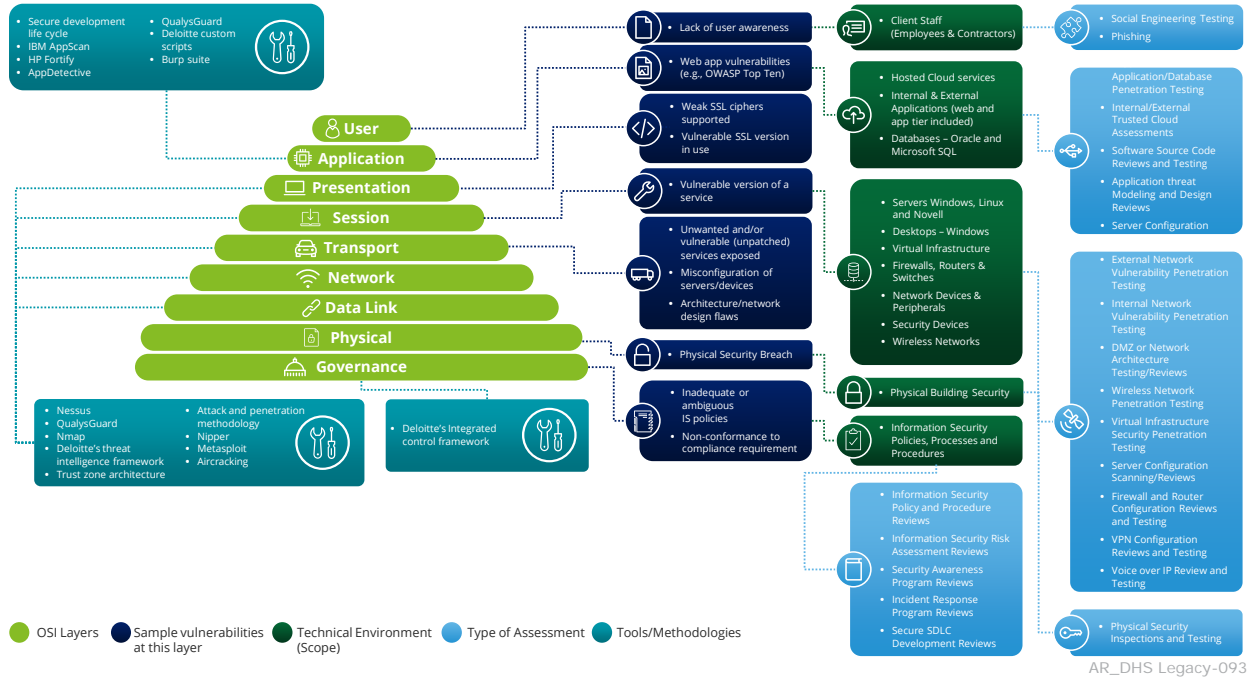 • Secure development
life cycle
• IBM AppScan
• HP Fortify
• AppDetective
• QualysGuard
• Deloitte custom
scripts
• Burp suite
User
Application
Presentation
Session
Transport
Network
Data Link
Physical
Governance
• Nessus
• QualysGuard
• Nmap
• Deloitte's threat
intelligence framework
• Trust zone architecture
• Attack and penetration
methodology
• Nipper
• Metasploit
• Aircracking
• Deloitte's Integrated
control framework
• Lack of user awareness
• Web app vulnerabilities
(e.g., OWASP Top Ten)
• Weak SSL ciphers
supported
• Vulnerable SSL version
in use
• Vulnerable version of a
service
• Unwanted and/or
vulnerable (unpatched)
services exposed
• Misconfiguration of
servers/devices
• Architecture/network
design flaws
• Physical Security Breach
• Inadequate or
ambiguous
IS policies
• Non-conformance to
compliance requirement
• Client Staff
(Employees & Contractors)
• Hosted Cloud services
• Internal & External
Applications (web and
app tier included)
• Databases – Oracle and
Microsoft SQL
• Servers Windows, Linux
and Novell
• Desktops – Windows
• Virtual Infrastructure
• Firewalls, Routers &
Switches
• Network Devices &
Peripherals
• Security Devices
• Wireless Networks
• Physical Building Security
• Information Security
Policies, Processes and
Procedures
• Information Security
Policy and Procedure
Reviews
• Information Security Risk
Assessment Reviews
• Security Awareness
Program Reviews
• Incident Response
Program Reviews
• Secure SDLC
Development Reviews
• Social Engineering Testing
• Phishing
Application/Database
Penetration Testing
• Internal/External
Trusted Cloud
Assessments
• Software Source Code
Reviews and Testing
• Application threat
Modeling and Design
Reviews
• Server Configuration
• External Network
Vulnerability Penetration
Testing
• Internal Network
Vulnerability Penetration
Testing
• DMZ or Network
Architecture
Testing/Reviews
• Wireless Network
Penetration Testing
• Virtual Infrastructure
Security Penetration
Testing
• Server Configuration
Scanning/Reviews
• Firewall and Router
Configuration Reviews
and Testing
• VPN Configuration
Reviews and Testing
• Voice over IP Review and
Testing
• Physical Security
Inspections and Testing
OSI Layers
Sample vulnerabilities
at this layer
Technical Environment
(Scope)
Type of Assessment
Tools/Methodologies
AR_DHS Legacy-093